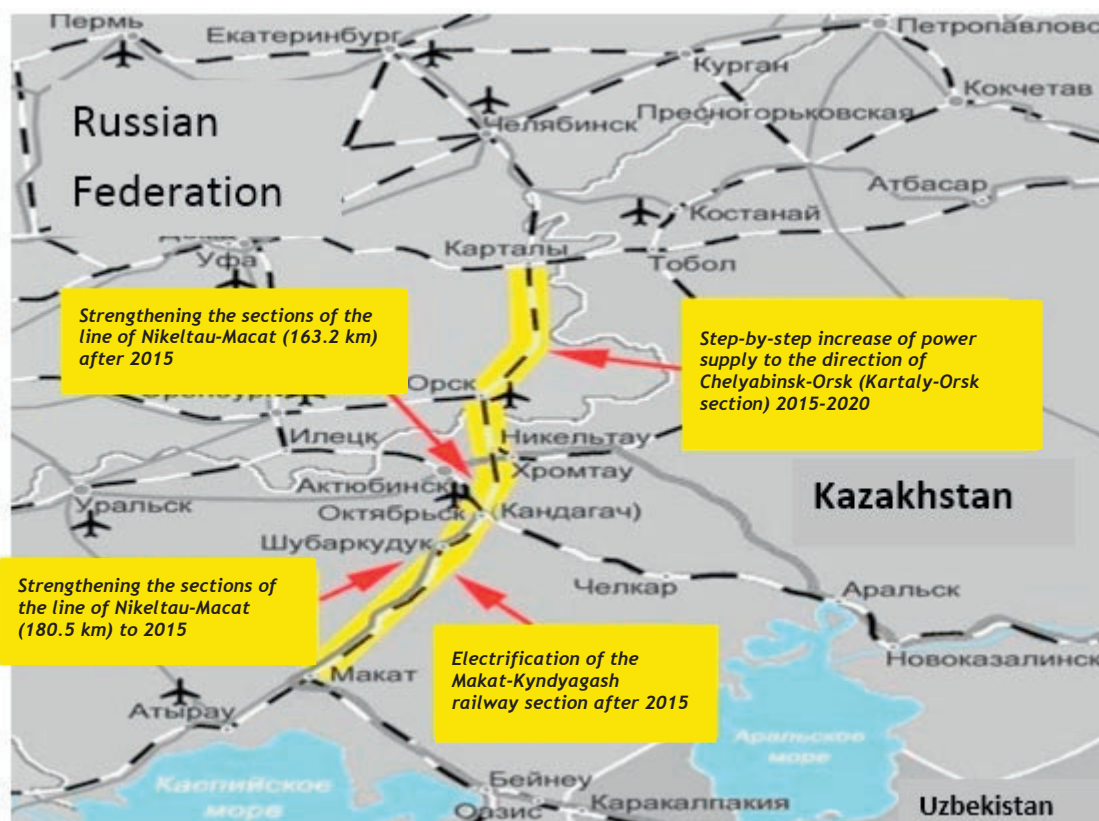 Пермь
Екатеринбург
Петропавловс
Курган
Кокчетав
Russian
Federation
Челябинск
Пресногорьковская
Атбасар
Костанай
Карталы
Тобол
Уфа
Strengthening the sections of the
line of Nikeltau-Macat (163.2 km)
after 2015
Step-by-step increase of power
supply to the direction of
Chelyabinsk-Orsk (Kartaly-Orsk
section) 2015-2020
Орск
Илецк
Никельтау
Хромтау
Актюбинск
Уральск
Kazakhstan
Октябрьск
(Кандагач)
Шубаркудук
Челкар
Аральск
Strengthening the sections of
the line of Nikeltau-Macat
(180.5 km) to 2015
Новоказалинск
Electrification of the
Makat-Kyndyagash
railway section after 2015
Макат
Атырау
Аральское
море
Каспийское
море
Бейнеу
Оазис
Каракалпакия
Uzbekistan